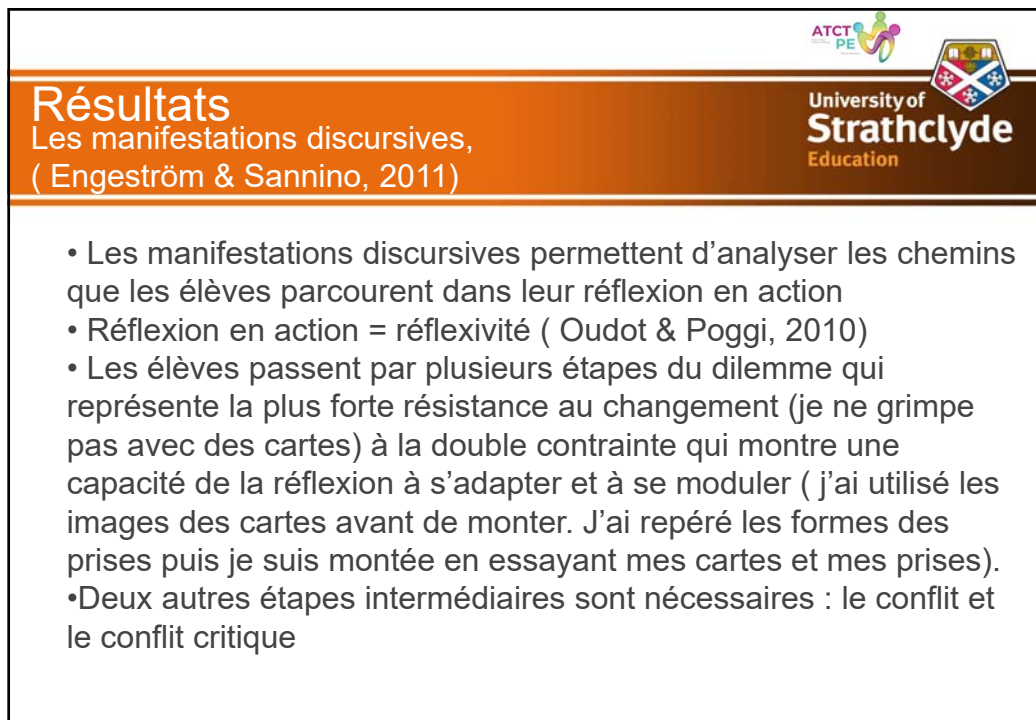 ATCT
PE
University of
Strathclyde
Education
Résultats
Les manifestations discursives,
( Engeström & Sannino, 2011)
• Les manifestations discursives permettent d’analyser les chemins
que les élèves parcourent dans leur réflexion en action
• Réflexion en action = réflexivité ( Oudot & Poggi, 2010)
• Les élèves passent par plusieurs étapes du dilemme qui
représente la plus forte résistance au changement (je ne grimpe
pas avec des cartes) à la double contrainte qui montre une
capacité de la réflexion à s’adapter et à se moduler ( j’ai utilisé les
images des cartes avant de monter. J’ai repéré les formes des
prises puis je suis montée en essayant mes cartes et mes prises).
•Deux autres étapes intermédiaires sont nécessaires : le conflit et
le conflit critique